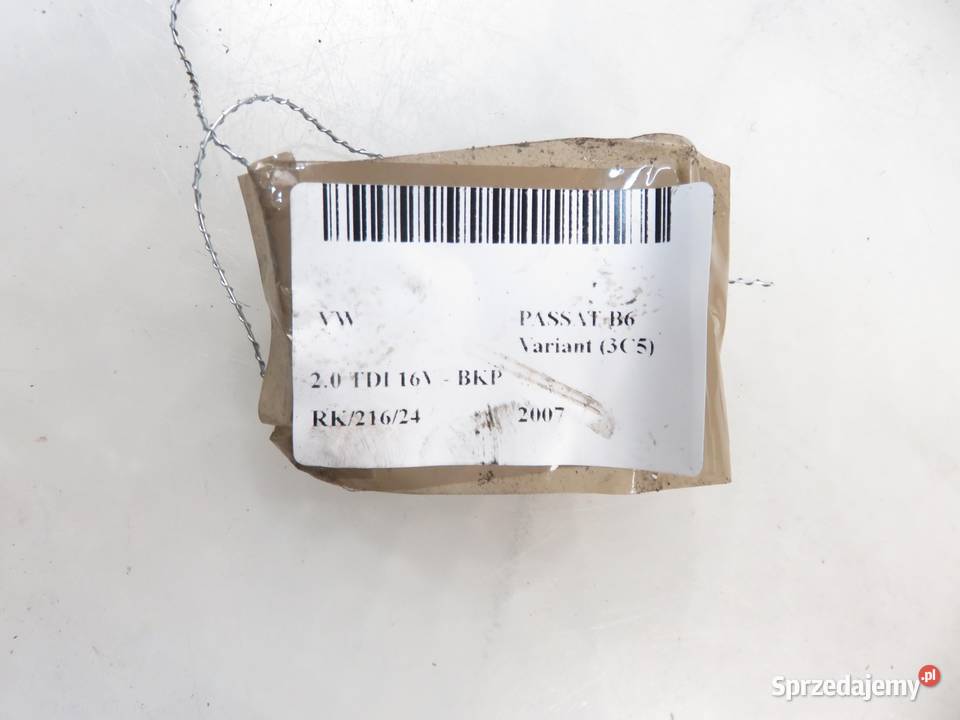 VW
PASSAT B6
Variant (3C5)
2.0 TDI 16V - BKP
RK/216/24
2007
Sprzedajemy.pl